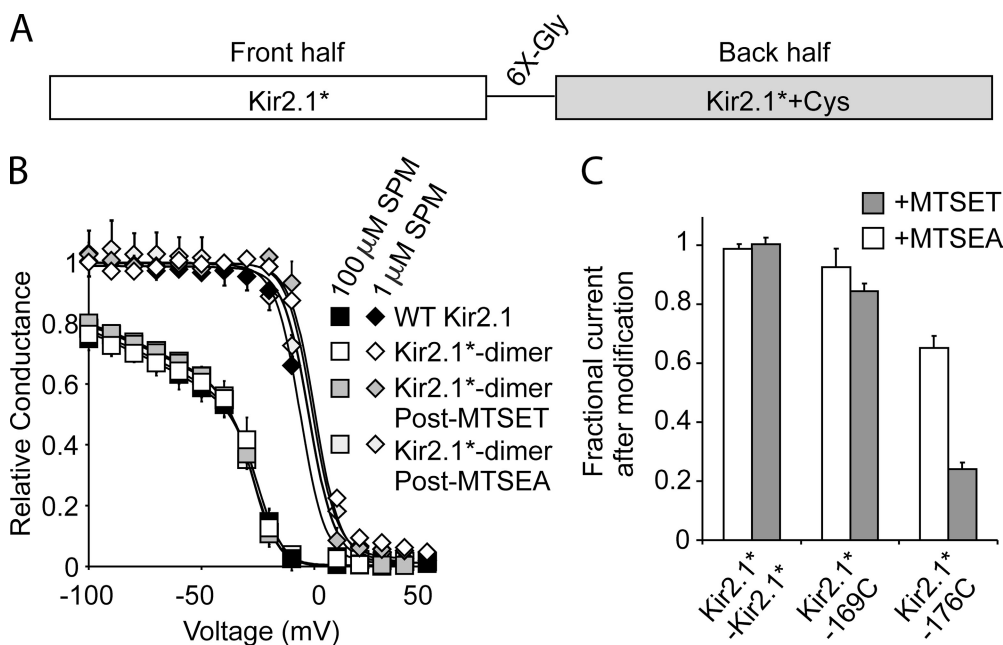 A
Front half
6X-Gly
Back half
Kir2.1*
Kir2.1*+Cys
B
Relative Conductance
1
0.8
0.6
0.4
0.2
0
-100
-50
0
50
Voltage (mV)
100 μM SPM
1 μM SPM
WT Kir2.1
Kir2.1*-dimer
Kir2.1*-dimer
Post-MTSET
Kir2.1*-dimer
Post-MTSEA
C
+MTSET
+MTSEA
Fractional current
after modification
1
0.8
0.6
0.4
0.2
0
Kir2.1*
-Kir2.1*
Kir2.1*
-169C
Kir2.1*
-176C